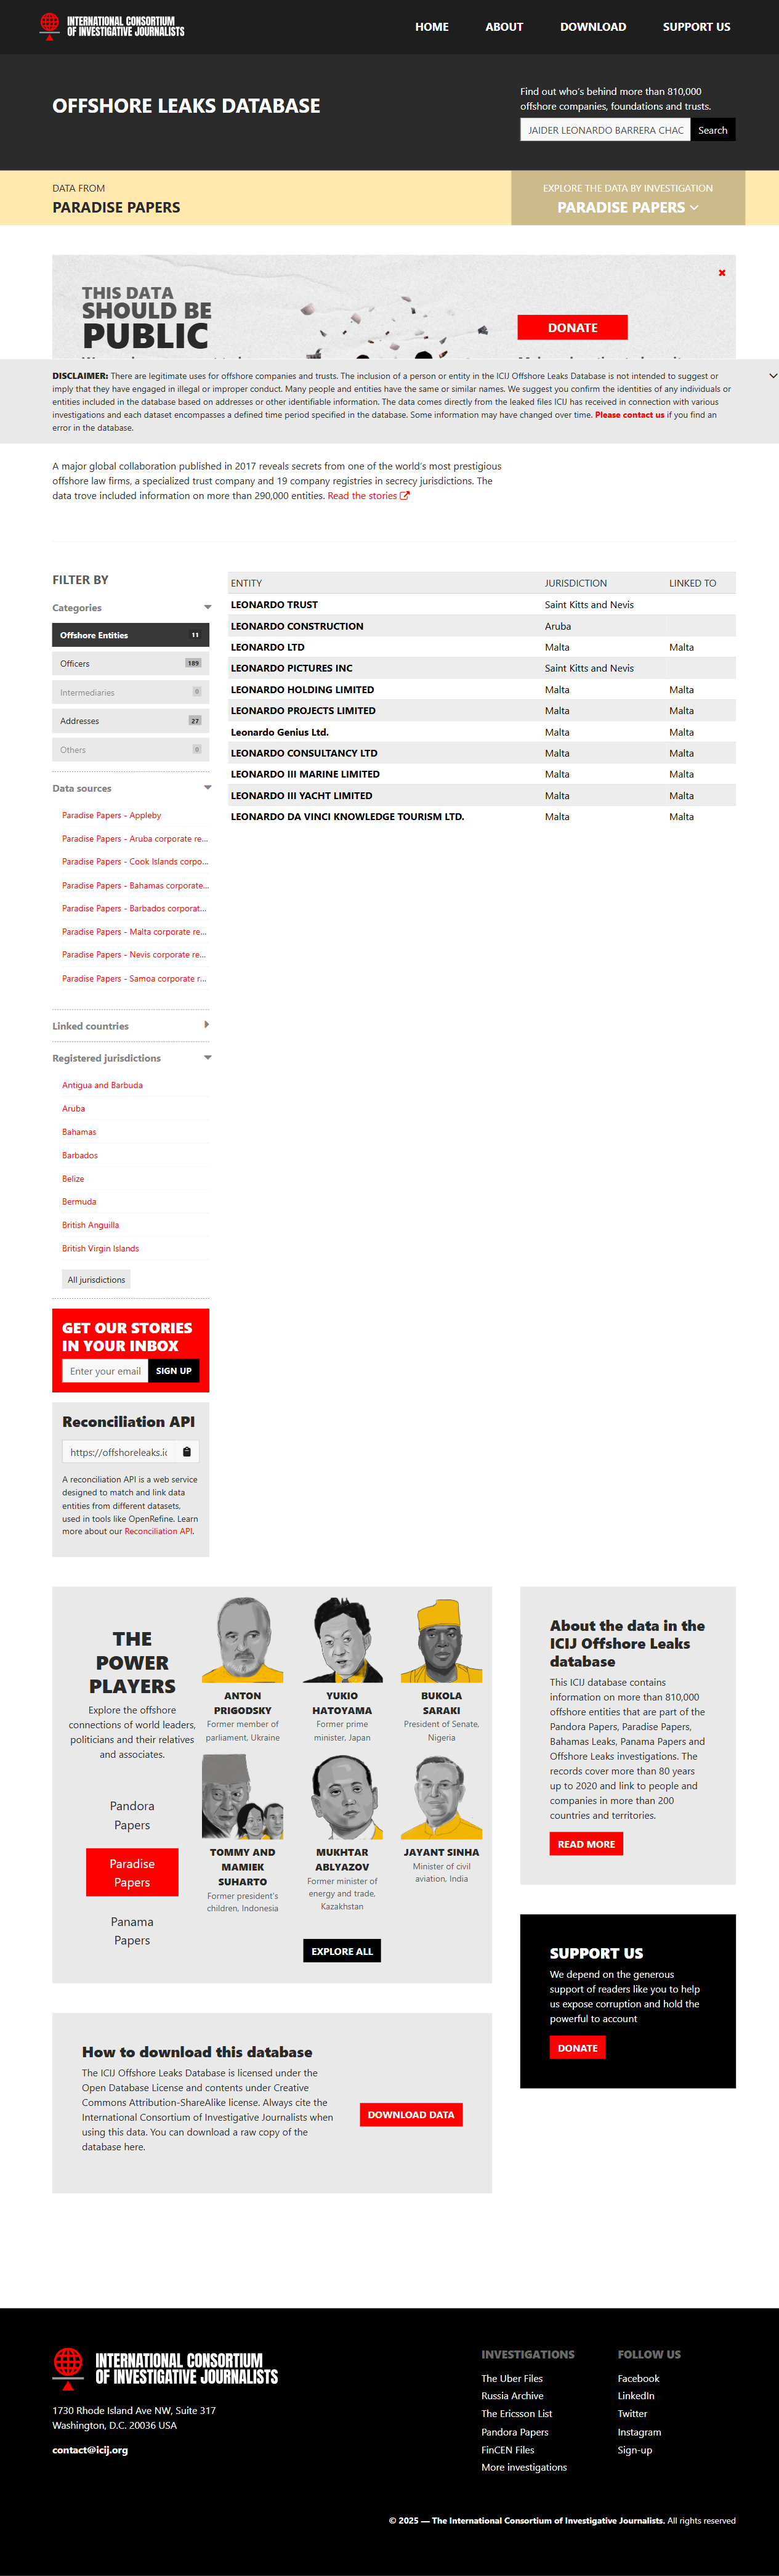 INTERNATIONAL CONSORTIUM
OF INVESTIGATIVE JOURNALISTS
HOME ABOUT DOWNLOAD SUPPORT US
OFFSHORE LEAKS DATABASE
Find out who's behind more than 810,000
offshore companies, foundations and trusts.
JAIDER LEONARDO BARRERA CHAC Search
DATA FROM
PARADISE PAPERS
EXPLORE THE DATA BY INVESTIGATION
PARADISE PAPERS
THIS DATA
SHOULD BE
PUBLIC
DONATE
DISCLAIMER: There are legitimate uses for offshore companies and trusts. The inclusion of a person or entity in the ICIJ Offshore Leaks Database is not intended to suggest or
imply that they have engaged in illegal or improper conduct. Many people and entities have the same or similar names. We suggest you confirm the identities of any individuals or
entities included in the database based on addresses or other identifiable information. The data comes directly from the leaked files ICIJ has received in connection with various
investigations and each dataset encompasses a defined time period specified in the database. Some information may have changed over time. Please contact us if you find an
error in the database.
A major global collaboration published in 2017 reveals secrets from one of the world's most prestigious
offshore law firms, a specialized trust company and 19 company registries in secrecy jurisdictions. The
data trove included information on more than 290,000 entities. Read the stories
FILTER BY
Categories
Offshore Entities 11
Officers 189
Intermediaries 0
Addresses 27
Others 0
Data sources
Paradise Papers - Appleby
Paradise Papers - Aruba corporate re...
Paradise Papers - Cook Islands corpo...
Paradise Papers - Bahamas corporate...
Paradise Papers - Barbados corporat...
Paradise Papers - Malta corporate re...
Paradise Papers - Nevis corporate re...
Paradise Papers - Samoa corporate r...
Linked countries
Registered jurisdictions
Antigua and Barbuda
Aruba
Bahamas
Barbados
Belize
Bermuda
British Anguilla
British Virgin Islands
All jurisdictions
ENTITY JURISDICTION LINKED TO
LEONARDO TRUST Saint Kitts and Nevis
LEONARDO CONSTRUCTION Aruba
LEONARDO LTD Malta Malta
LEONARDO PICTURES INC Saint Kitts and Nevis
LEONARDO HOLDING LIMITED Malta Malta
LEONARDO PROJECTS LIMITED Malta Malta
Leonardo Genius Ltd. Malta Malta
LEONARDO CONSULTANCY LTD Malta Malta
LEONARDO III MARINE LIMITED Malta Malta
LEONARDO III YACHT LIMITED Malta Malta
LEONARDO DA VINCI KNOWLEDGE TOURISM LTD. Malta Malta
GET OUR STORIES
IN YOUR INBOX
Enter your email SIGN UP
Reconciliation API
https://offshoreleaks.ic
A reconciliation API is a web service
designed to match and link data
entities from different datasets,
used in tools like OpenRefine. Learn
more about our Reconciliation API.
THE
POWER
PLAYERS
Explore the offshore
connections of world leaders,
politicians and their relatives
and associates.
Pandora
Papers
Paradise
Papers
Panama
Papers
ANTON
PRIGODSKY
Former member of
parliament, Ukraine
YUKIO
HATOYAMA
Former prime
minister, Japan
BUKOLA
SARAKI
President of Senate,
Nigeria
TOMMY AND
MAMIEK
SUHARTO
Former president's
children, Indonesia
MUKHTAR
ABLYAZOV
Former minister of
energy and trade,
Kazakhstan
JAYANT SINHA
Minister of civil
aviation, India
EXPLORE ALL
About the data in the
ICIJ Offshore Leaks
database
This ICIJ database contains
information on more than 810,000
offshore entities that are part of the
Pandora Papers, Paradise Papers,
Bahamas Leaks, Panama Papers and
Offshore Leaks investigations. The
records cover more than 80 years
up to 2020 and link to people and
companies in more than 200
countries and territories.
READ MORE
SUPPORT US
We depend on the generous
support of readers like you to help
us expose corruption and hold the
powerful to account
DONATE
How to download this database
The ICIJ Offshore Leaks Database is licensed under the
Open Database License and contents under Creative
Commons Attribution-ShareAlike license. Always cite the
International Consortium of Investigative Journalists when
using this data. You can download a raw copy of the
database here.
DOWNLOAD DATA
INTERNATIONAL CONSORTIUM
OF INVESTIGATIVE JOURNALISTS
1730 Rhode Island Ave NW, Suite 317
Washington, D.C. 20036 USA
contact@icij.org
INVESTIGATIONS
The Uber Files
Russia Archive
The Ericsson List
Pandora Papers
FinCEN Files
More investigations
FOLLOW US
Facebook
LinkedIn
Twitter
Instagram
Sign-up
© 2025 — The International Consortium of Investigative Journalists. All rights reserved